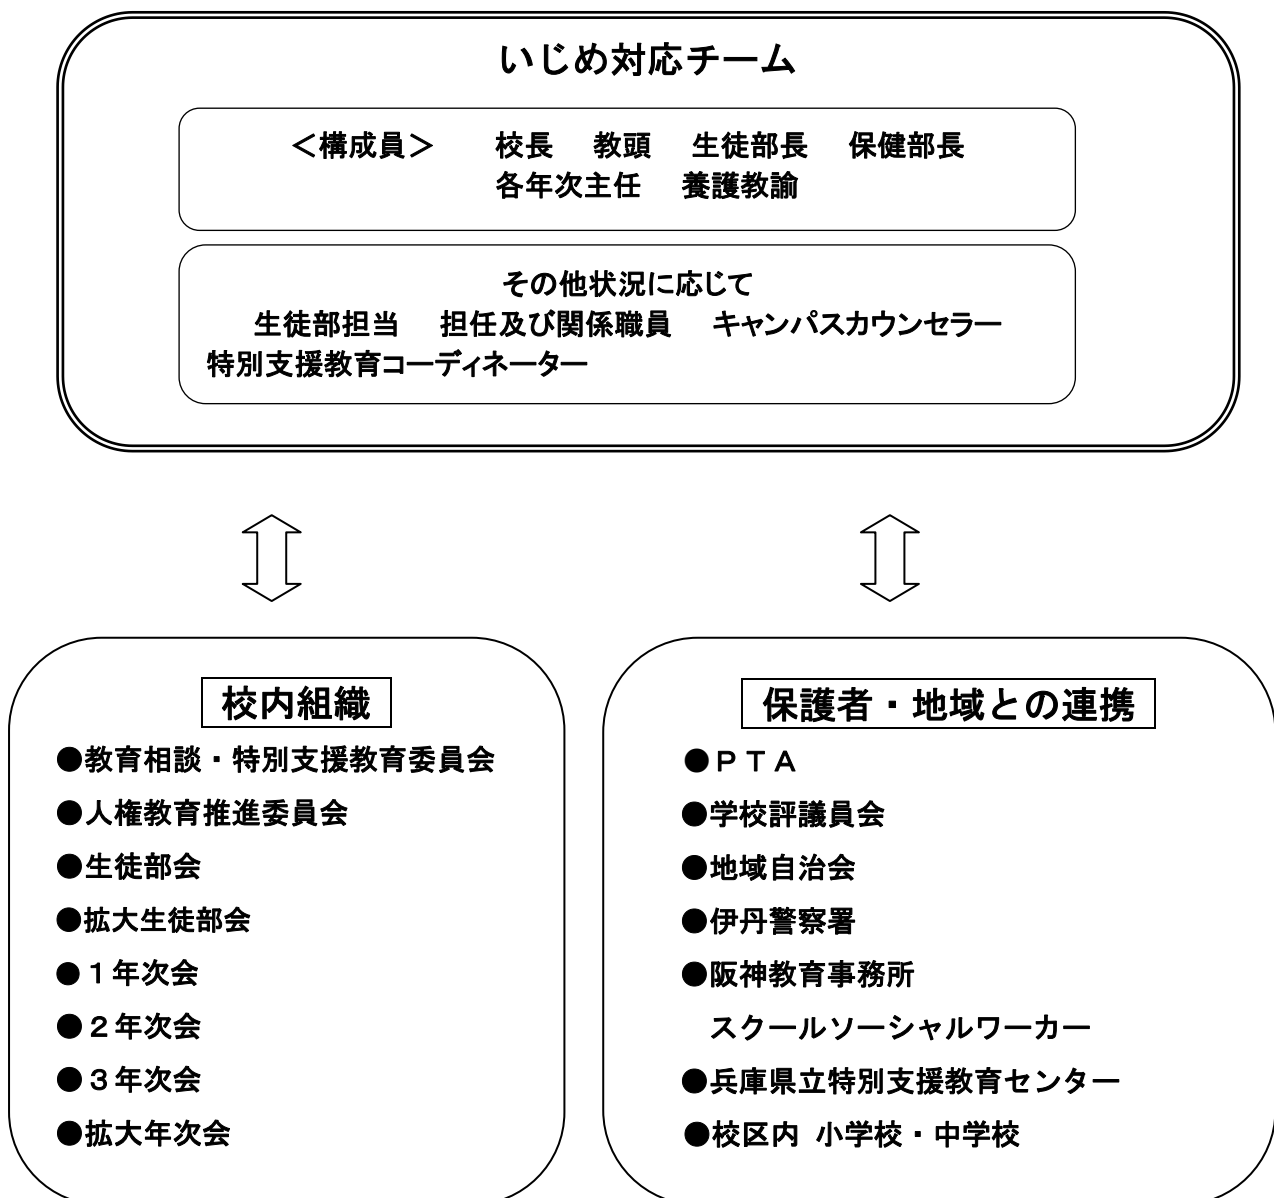 いじめ対応チーム
＜構成員＞　校長　教頭　生徒部長　保健部長
各年次主任　養護教諭
その他状況に応じて
生徒部担当　担任及び関係職員　キャンパスカウンセラー
特別支援教育コーディネーター
校内組織
●教育相談・特別支援教育委員会
●人権教育推進委員会
●生徒部会
●拡大生徒部会
●１年次会
●２年次会
●３年次会
●拡大年次会
保護者・地域との連携
●ＰＴＡ
●学校評議員会
●地域自治会
●伊丹警察署
●阪神教育事務所
スクールソーシャルワーカー
●兵庫県立特別支援教育センター
●校区内 小学校・中学校